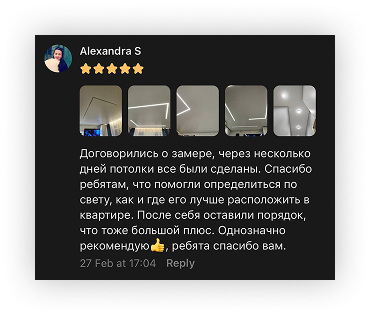 Alexandra S
Договорились о замере, через несколько
дней потолки все были сделаны. Спасибо
ребятам, что помогли определиться по
свету, как и где его лучше расположить в
квартире. После себя оставили порядок,
что тоже большой плюс. Однозначно
рекомендую👍, ребята спасибо вам.
27 Feb at 17:04 Reply